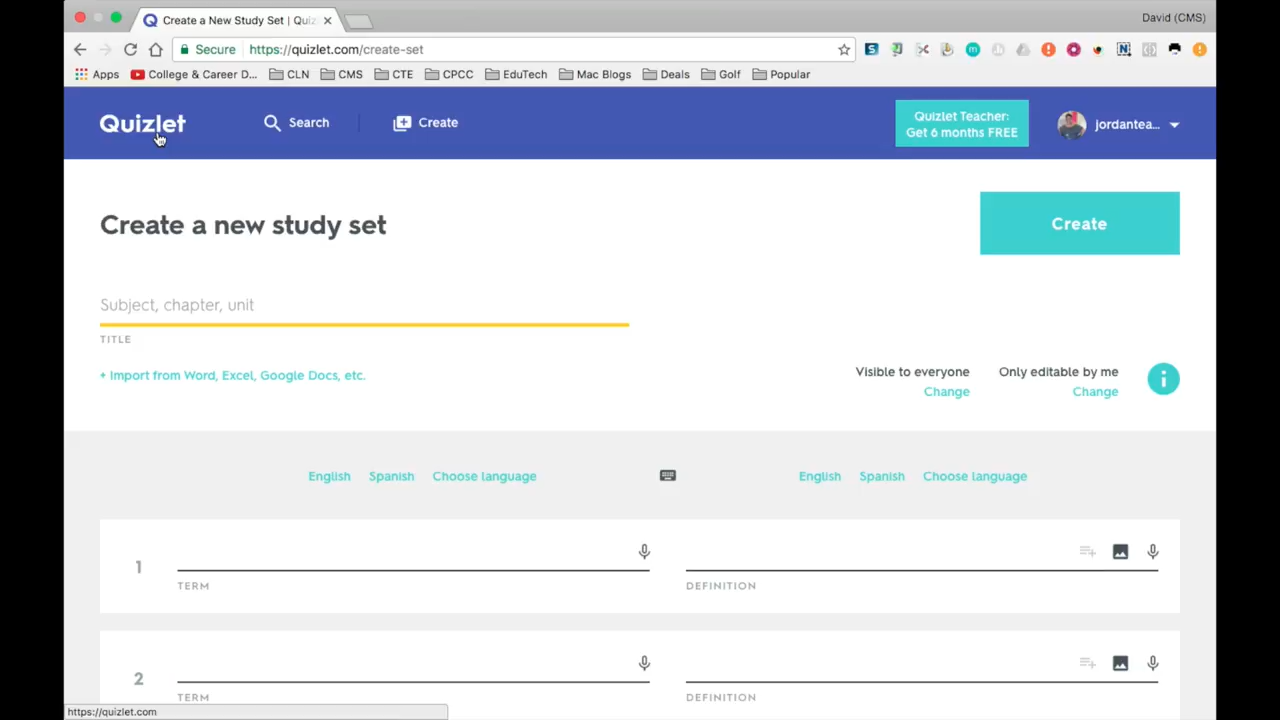 Create a New Study Set | Quiz
David (CMS)
Secure https://quizlet.com/create-set
Apps College & Career D... CLN CMS CTE CPCC EduTech Mac Blogs Deals Golf Popular
Quizlet Search Create Quizlet Teacher: jordantea...
Get 6 months FREE
Create a new study set Create
Subject, chapter, unit
TITLE
+ Import from Word, Excel, Google Docs, etc. Visible to everyone Only editable by me
Change Change
English Spanish Choose language English Spanish Choose language
1
TERM DEFINITION
2
TERM DEFINITION
https://quizlet.com